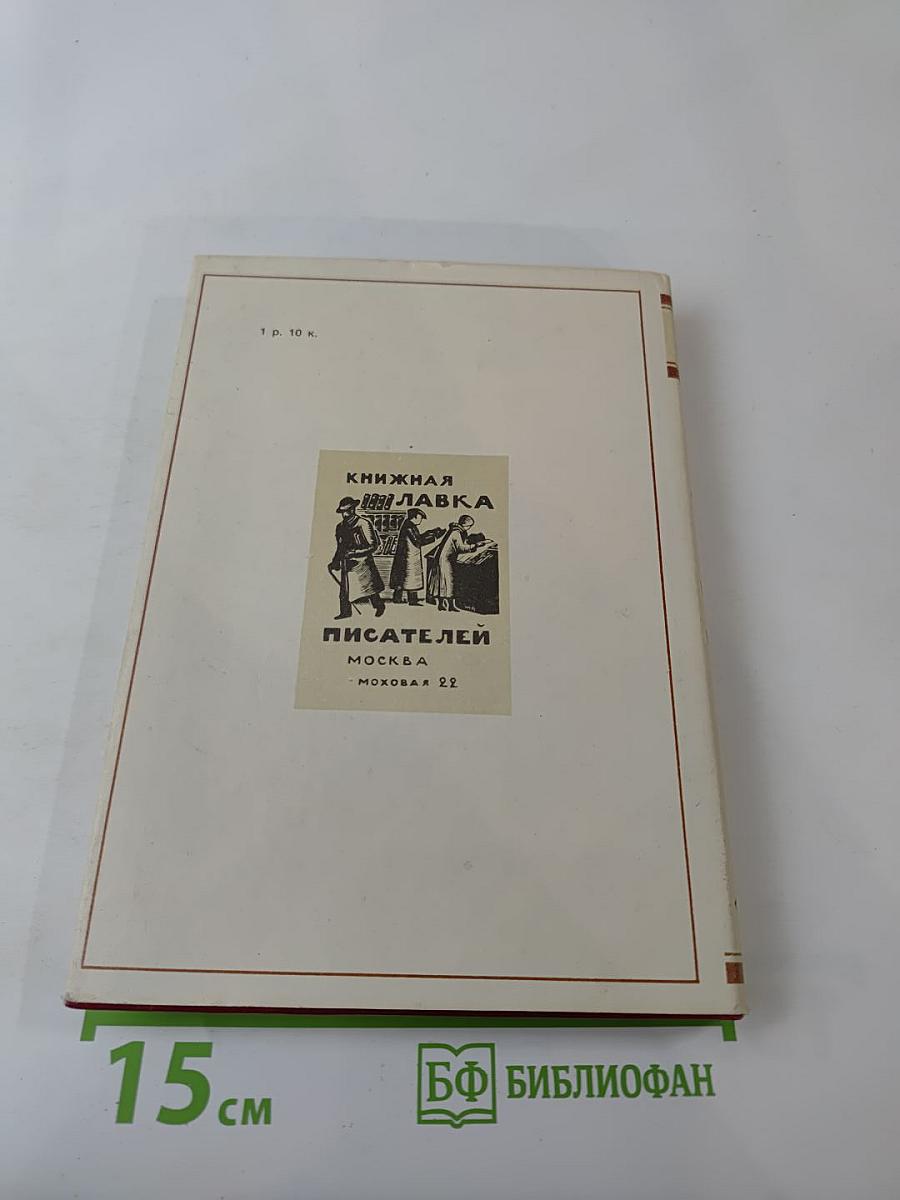 1 р. 10 к.
КНИЖНАЯ
ЛАВКА
ПИСАТЕЛЕЙ
МОСКВА
МОХОВАЯ 22
15 см
БФ БИБЛИОФАН